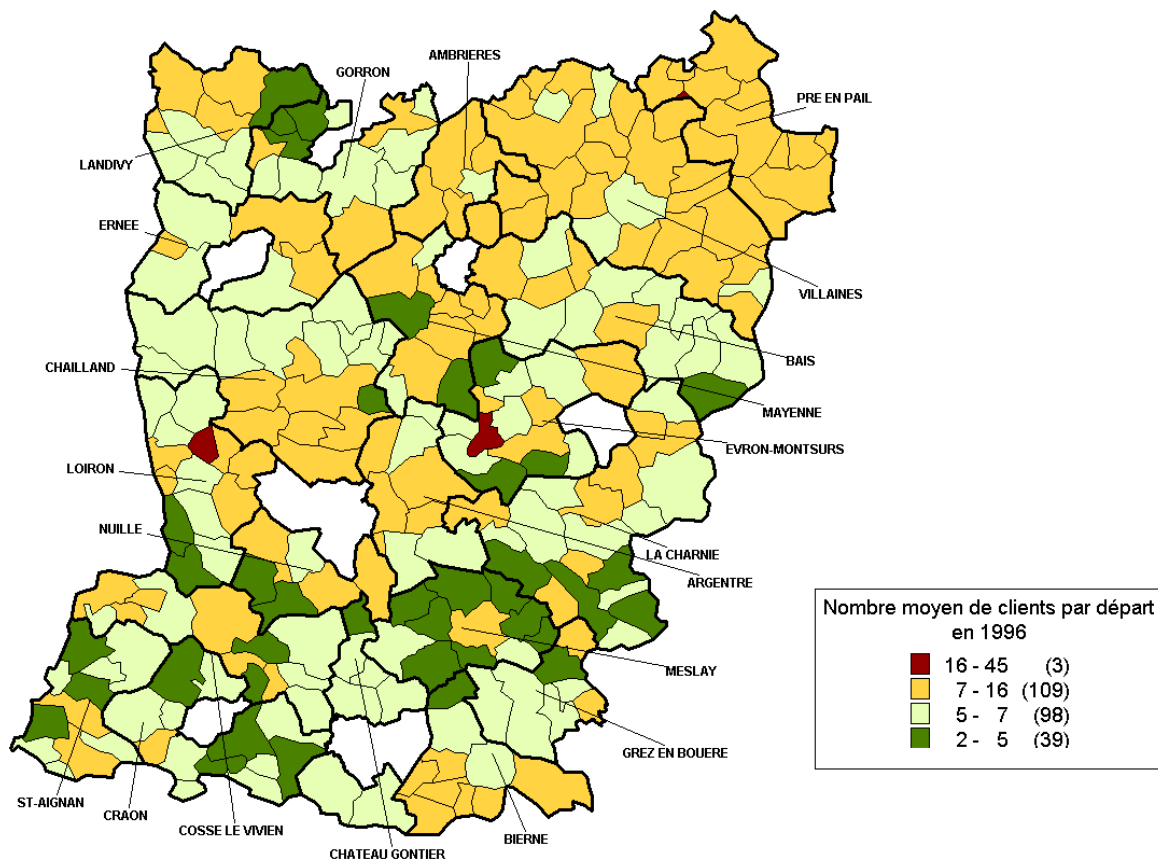 AMBRIERES
GORRON
PRE EN PAIL
LANDIVY
ERNEE
VILLAINES
BAIS
CHAILLAND
MAYENNE
EVRON-MONTSURS
LOIRON
NUILLE
LA CHARNIE
ARGENTRE
MESLAY
GREZ EN BOUERE
ST-AIGNAN
CRAON
COSSE LE VIVIEN
BIERNE
CHATEAU GONTIER
Nombre moyen de clients par départ
en 1996
16 - 45 (3)
7 - 16 (109)
5 - 7 (98)
2 - 5 (39)